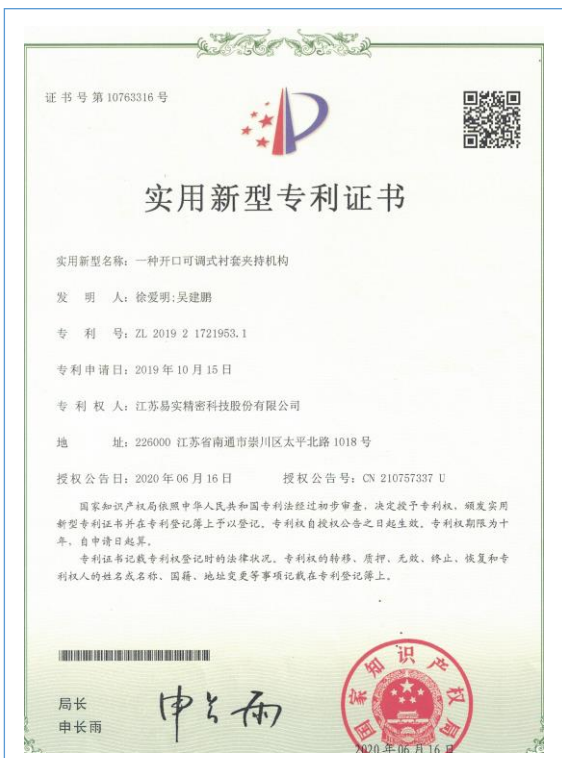 证书号第10763316号
实用新型专利证书
实用新型名称：一种开口可调式衬套夹持机构
发 明 人：徐爱明;吴建鹏
专 利 号：ZL 2019 2 1721953.1
专利申请日：2019年10月15日
专 利 权 人：江苏易实精密科技股份有限公司
地 址：226000 江苏省南通市崇川区太平北路1018号
授权公告日：2020年06月16日 授权公告号：CN 210757337 U
国家知识产权局依照中华人民共和国专利法经过初步审查，决定授予专利权，颁发实用
新型专利证书并在专利登记簿上予以登记。专利权自授权公告之日起生效。专利权期限为十
年，自申请日起算。
专利证书记载专利权登记时的法律状况。专利权的转移、质押、无效、终止、恢复和专
利权人的姓名或名称、国籍、地址变更等事项记载在专利登记簿上。
局长
申长雨
申长雨
国家知识产权局
2020年06月16日